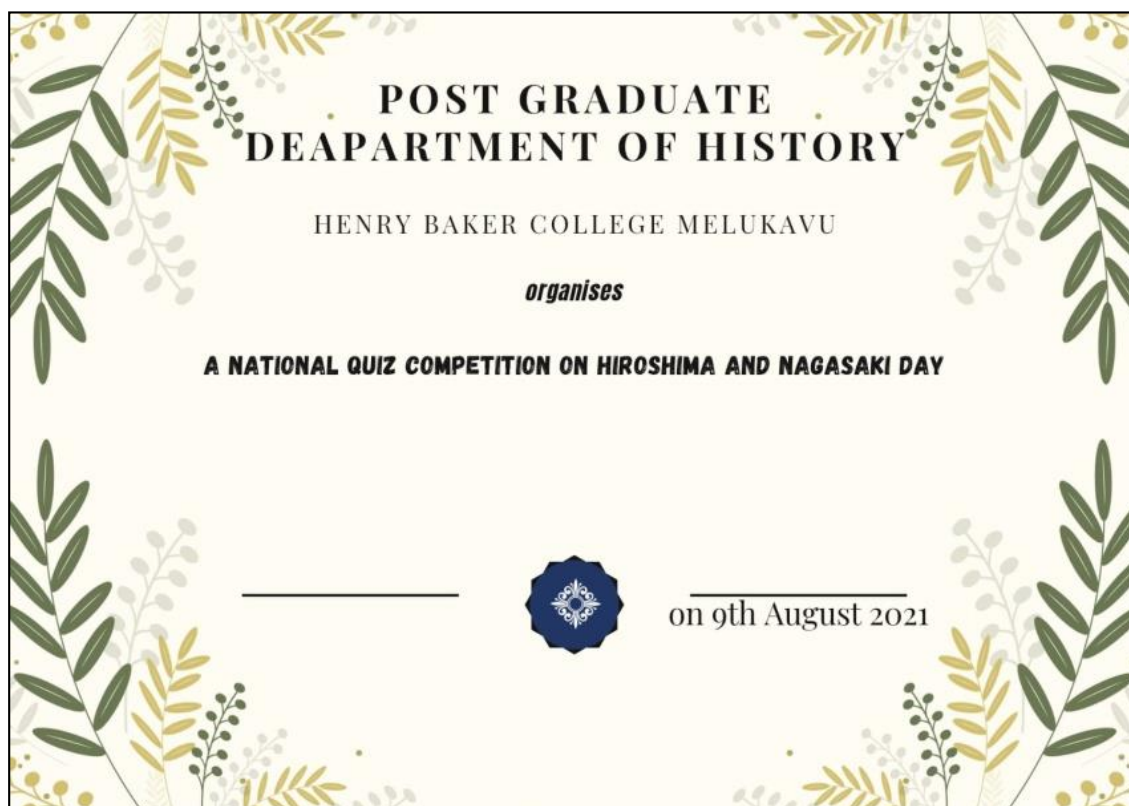 POST GRADUATE
DEAPARTMENT OF HISTORY
HENRY BAKER COLLEGE MELUKAVU
organises
A NATIONAL QUIZ COMPETITION ON HIROSHIMA AND NAGASAKI DAY
on 9th August 2021